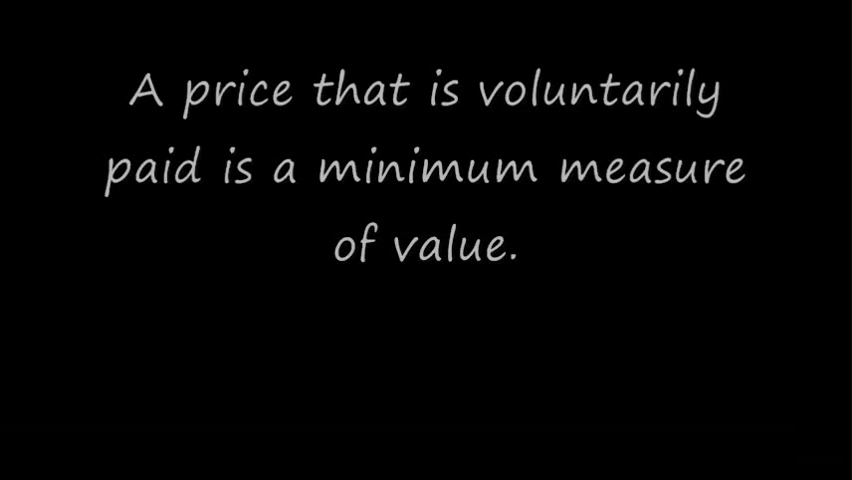 A price that is voluntarily
paid is a minimum measure
of value.